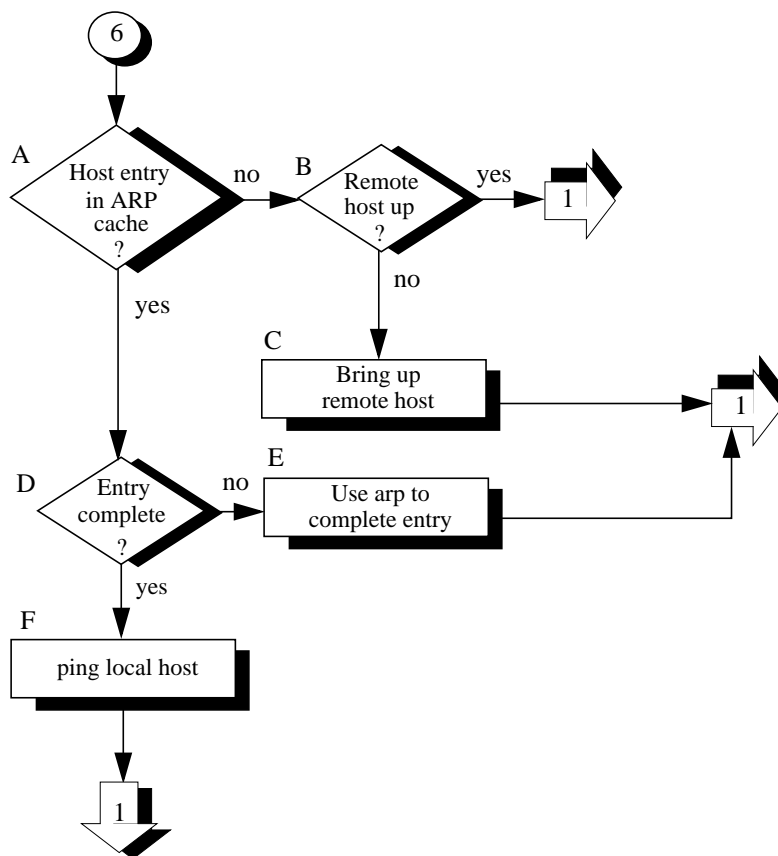 6
A
Host entry
in ARP
cache
?
no
B
Remote
host up
?
yes
1
yes
no
C
Bring up
remote host
1
D
Entry
complete
?
no
E
Use arp to
complete entry
yes
F
ping local host
1